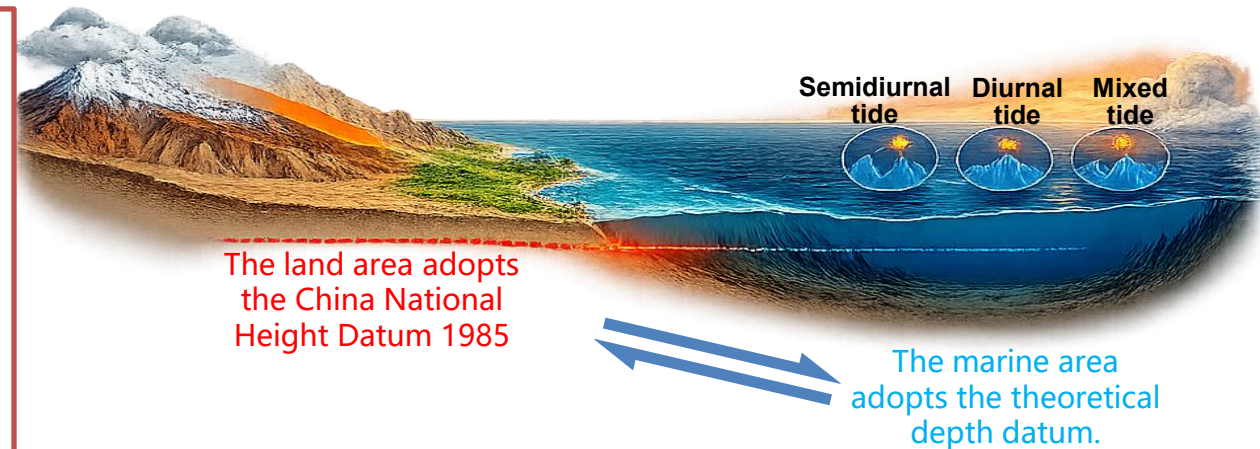 Semidiurnal tide
Diurnal tide
Mixed tide
The land area adopts
the China National
Height Datum 1985
The marine area
adopts the theoretical
depth datum.